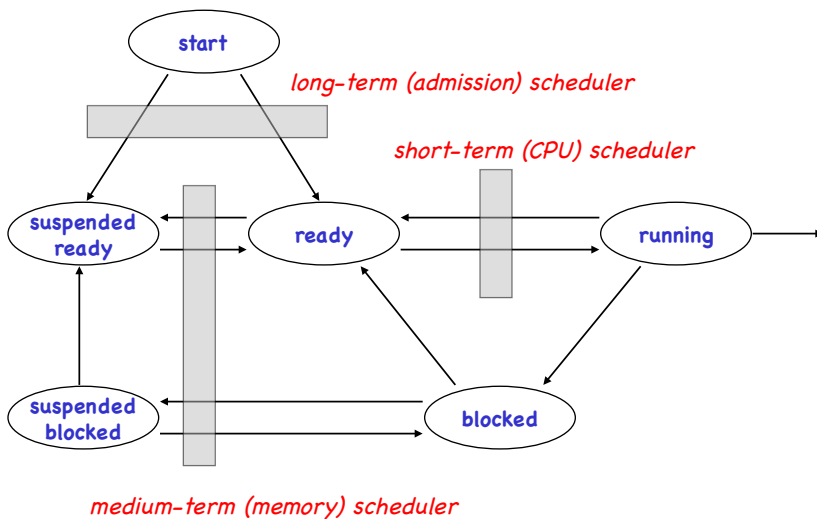 start
long-term (admission) scheduler
short-term (CPU) scheduler
suspended
ready
ready
running
suspended
blocked
blocked
medium-term (memory) scheduler